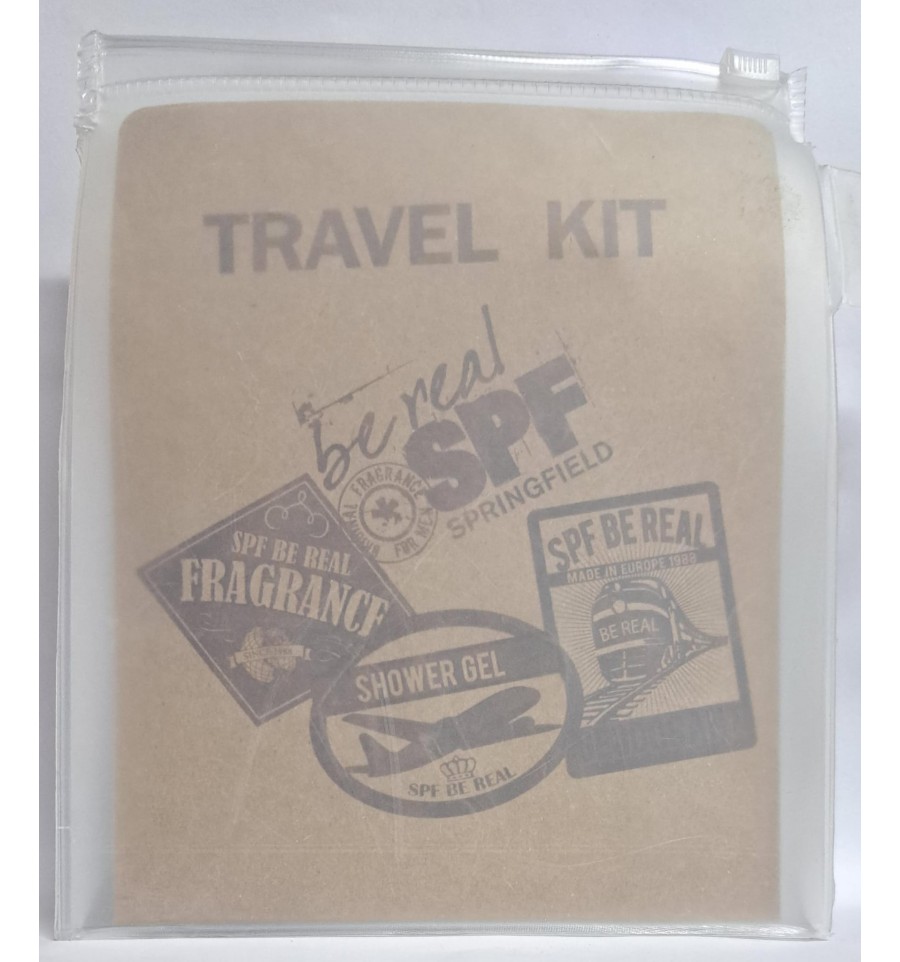 TRAVEL KIT
be real
SPF
SPRINGFIELD
FRAGRANCE
FOR MEN
SPF BE REAL
FRAGRANCE
SPF BE REAL
MADE IN EUROPE 1988
BE REAL
SHOWER GEL
SPF BE REAL